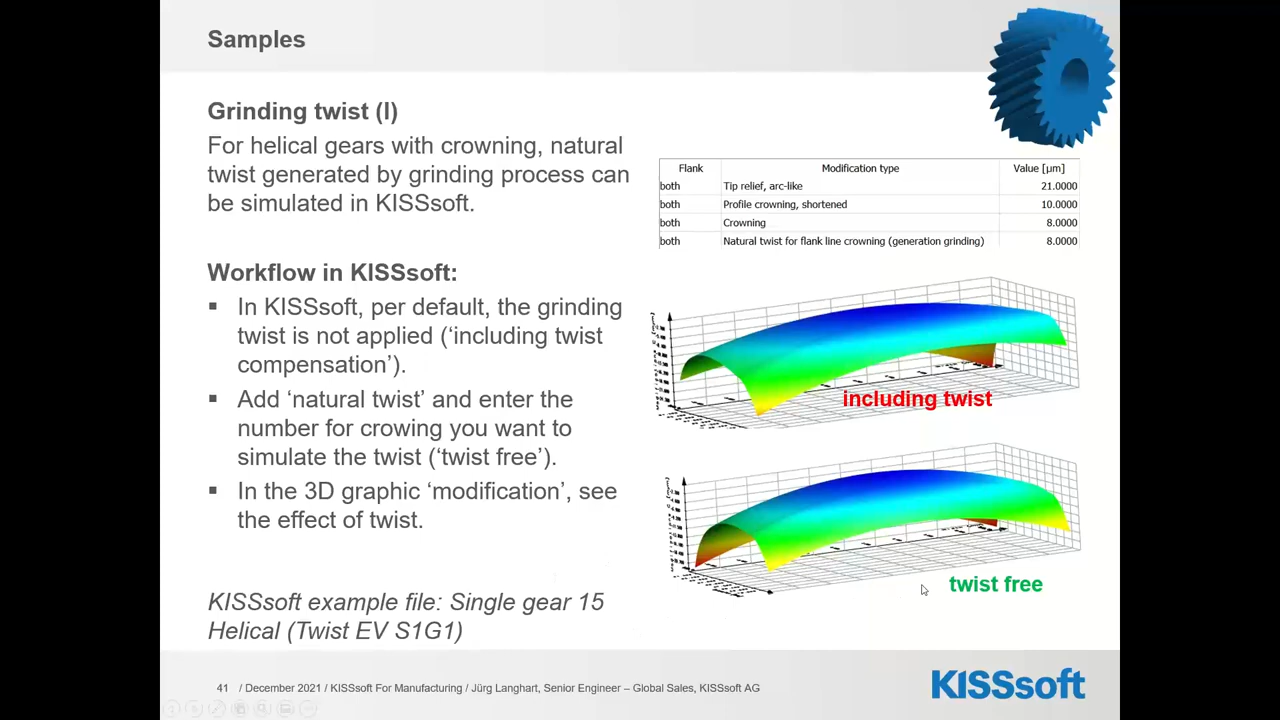 Samples
Grinding twist (I)
For helical gears with crowning, natural
twist generated by grinding process can
be simulated in KISSsoft.
Workflow in KISSsoft:
▪ In KISSsoft, per default, the grinding
twist is not applied (‘including twist
compensation’).
▪ Add ‘natural twist’ and enter the
number for crowing you want to
simulate the twist (‘twist free’).
▪ In the 3D graphic ‘modification’, see
the effect of twist.
KISSsoft example file: Single gear 15
Helical (Twist EV S1G1)
Flank Modification type Value [µm]
both Tip relief, arc-like 21.0000
both Profile crowning, shortened 10.0000
both Crowning 8.0000
both Natural twist for flank line crowning (generation grinding) 8.0000
including twist
twist free
41 / December 2021 / KISSsoft For Manufacturing / Jürg Langhart, Senior Engineer – Global Sales, KISSsoft AG
KISSsoft